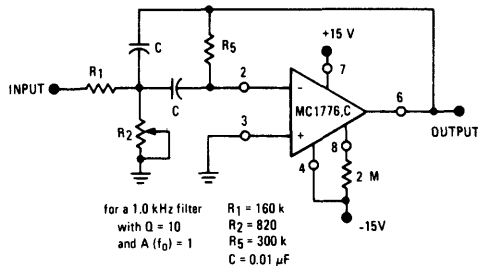 +15 V
C
R5
R1
2
7
INPUT
C
-
MC1776,C
6
R2
3
+
OUTPUT
8
4
2 M
-15V
for a 1.0 kHz filter
with Q = 10
and A (fo) = 1
R1 = 160 k
R2 = 820
R5 = 300 k
C = 0.01 μF